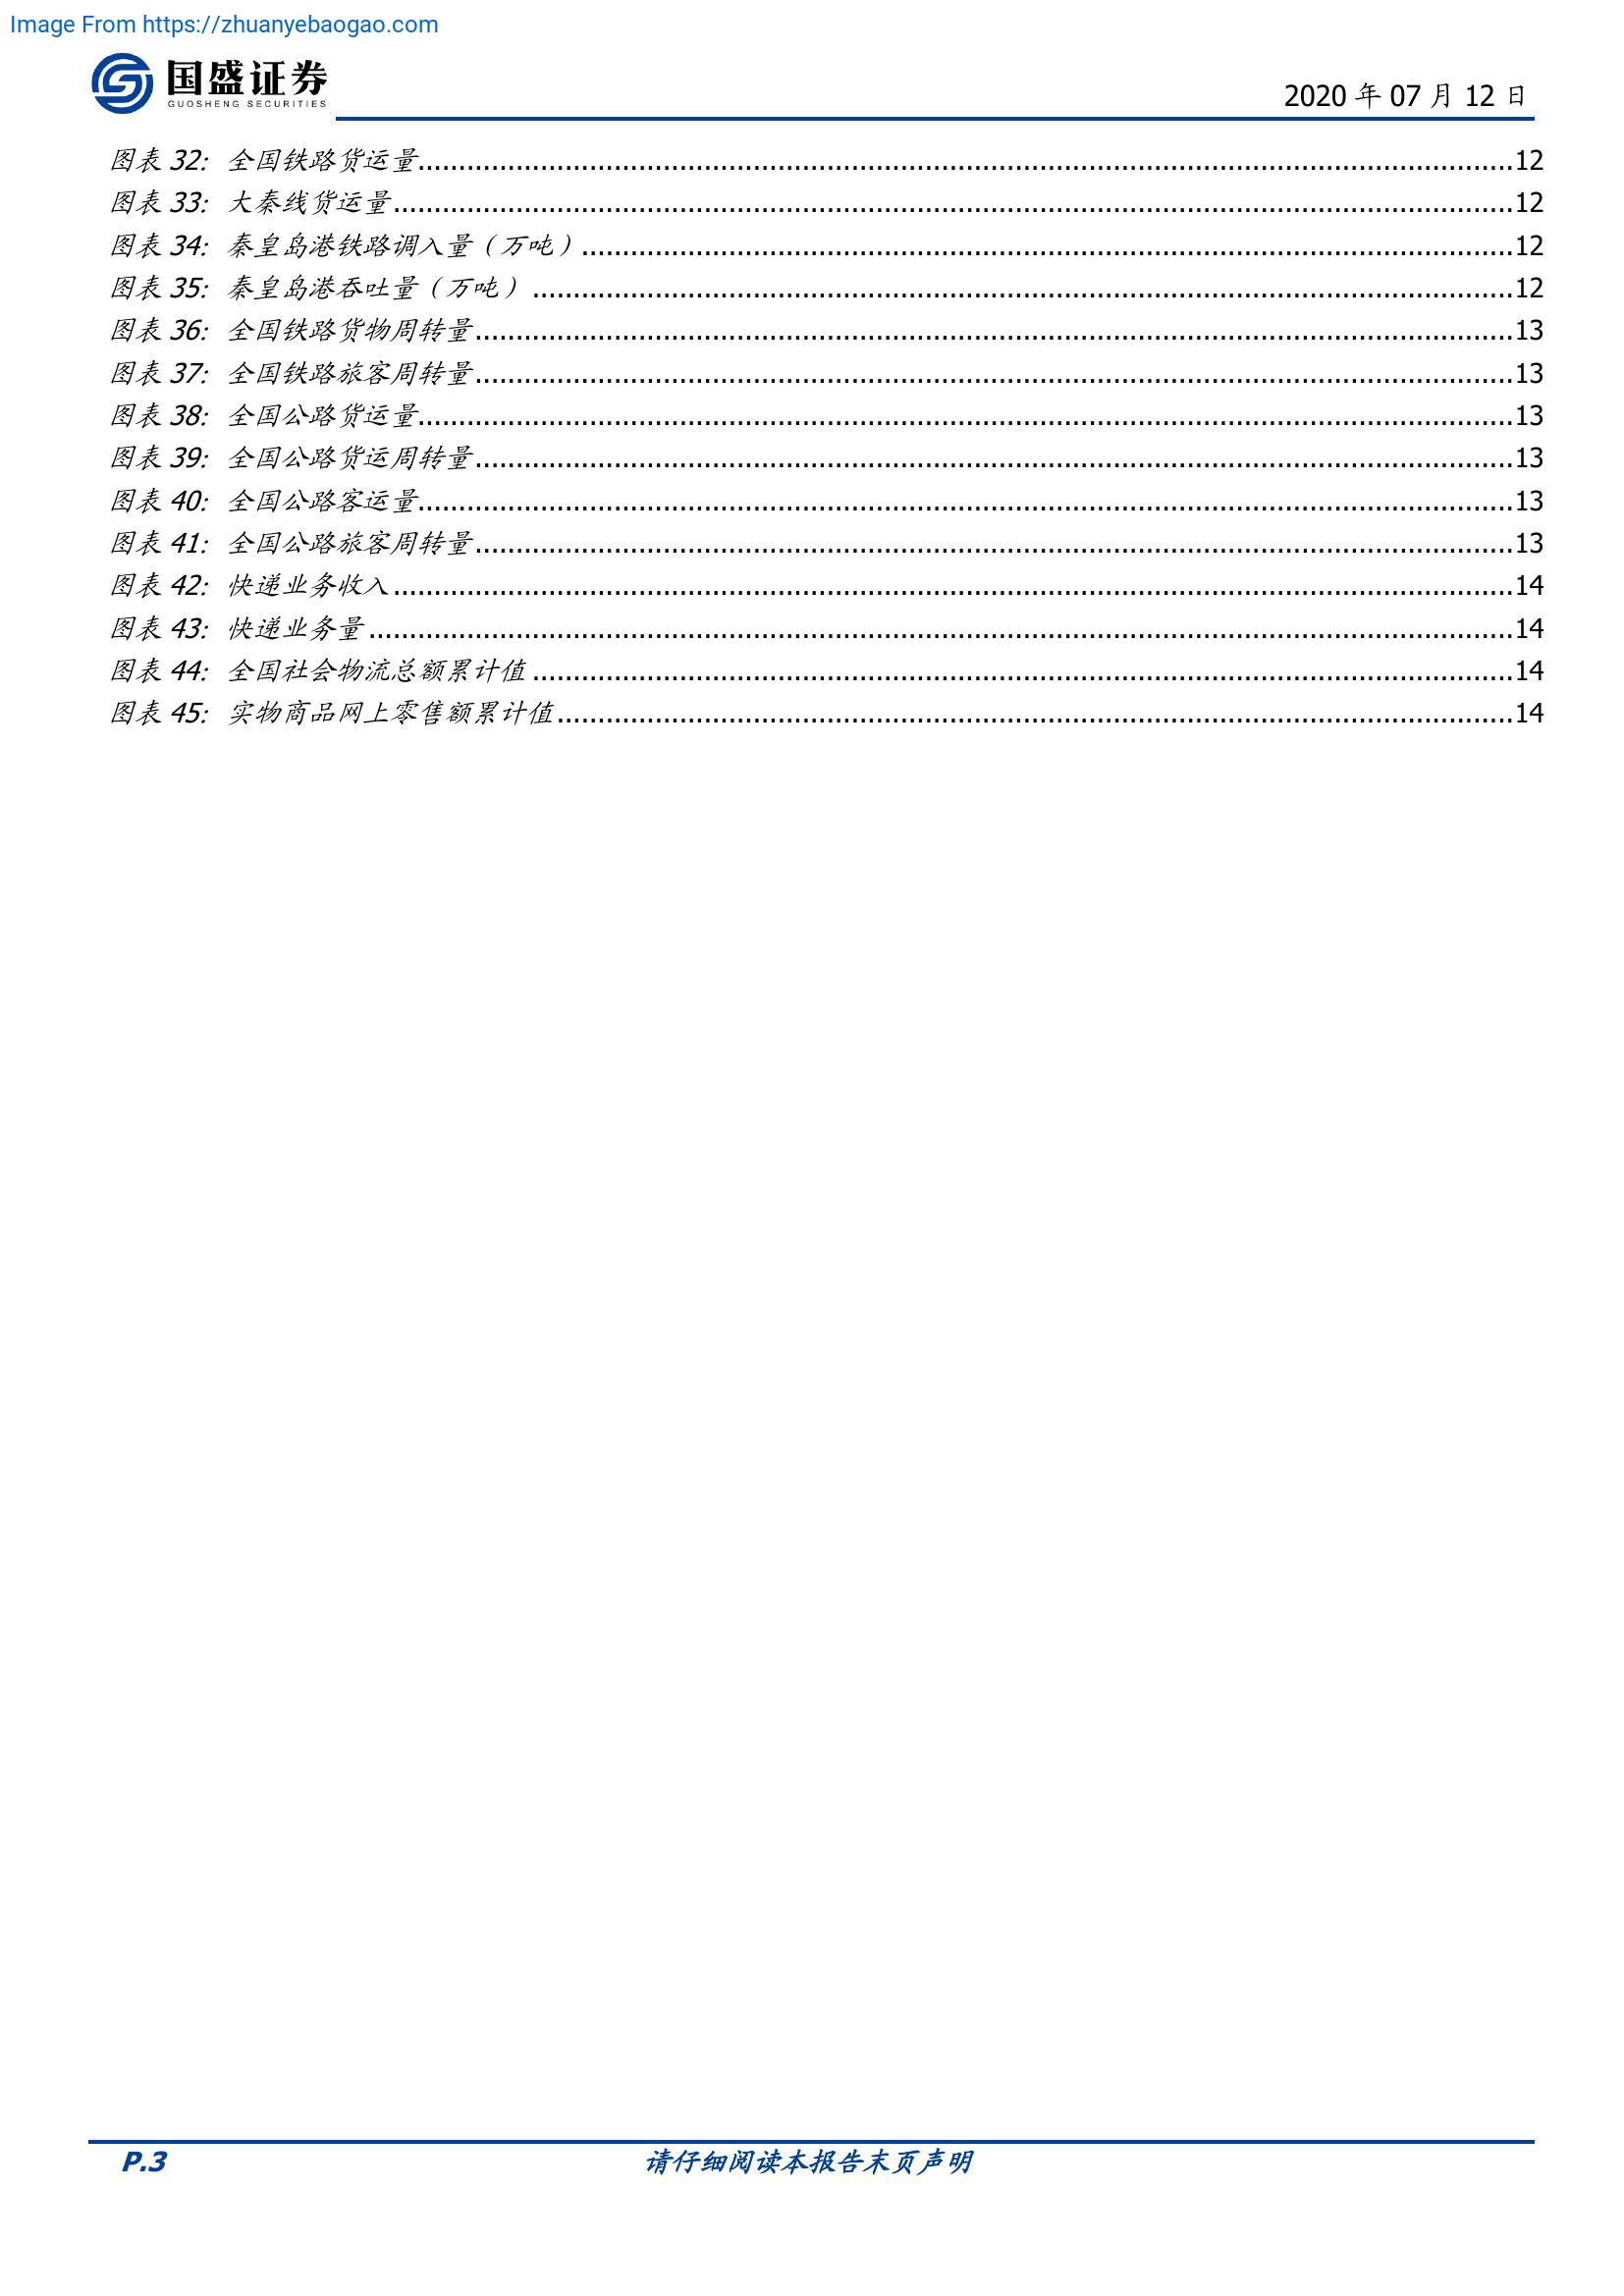 Image From https://zhuanyebaogao.com
国盛证券
GUOSHENG SECURITIES
2020 年 07 月 12 日
图表 32: 全国铁路货运量................................................................12
图表 33: 大秦线货运量................................................................12
图表 34: 秦皇岛港铁路调入量（万吨）................................................................12
图表 35: 秦皇岛港吞吐量（万吨）................................................................12
图表 36: 全国铁路货物周转量................................................................13
图表 37: 全国铁路旅客周转量................................................................13
图表 38: 全国公路货运量................................................................13
图表 39: 全国公路货运周转量................................................................13
图表 40: 全国公路客运量................................................................13
图表 41: 全国公路旅客周转量................................................................13
图表 42: 快递业务收入................................................................14
图表 43: 快递业务量................................................................14
图表 44: 全国社会物流总额累计值................................................................14
图表 45: 实物商品网上零售额累计值................................................................14
P.3 请仔细阅读本报告末页声明